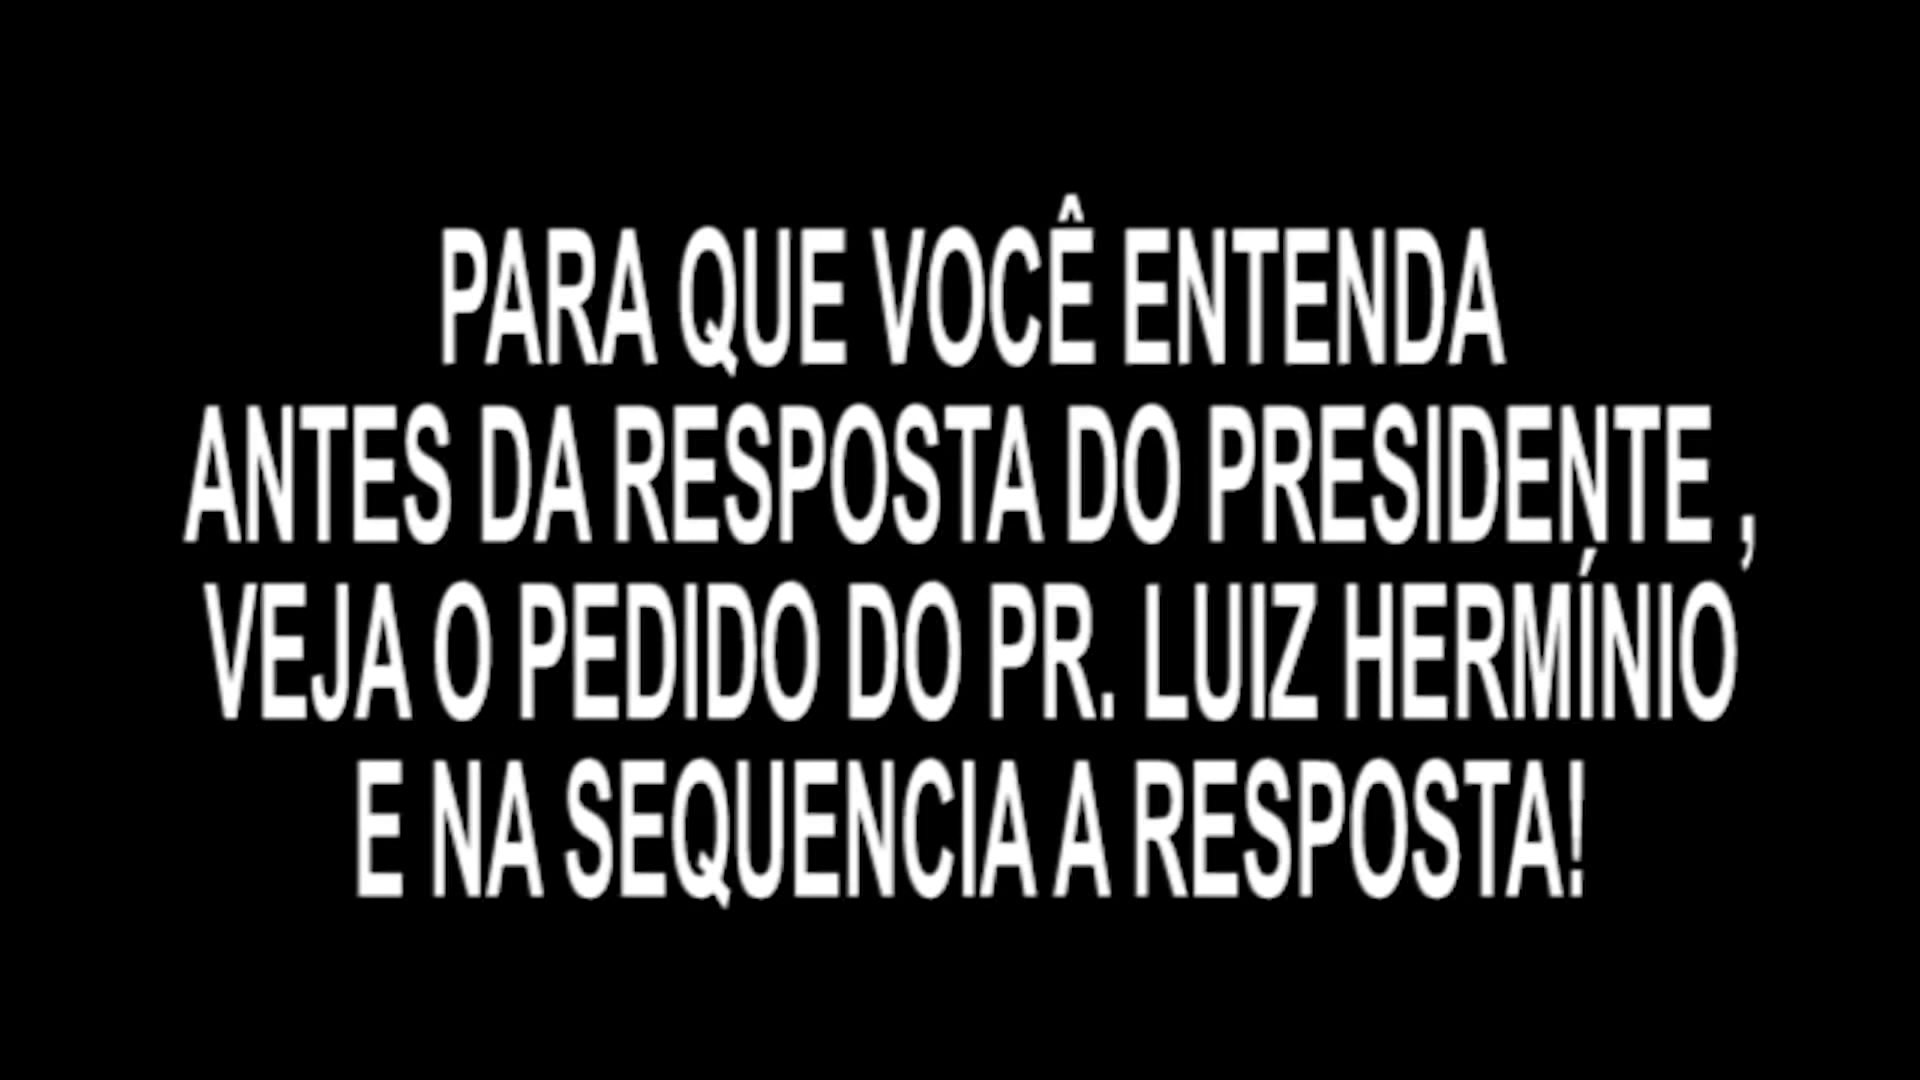 PARA QUE VOCÊ ENTENDA
ANTES DA RESPOSTA DO PRESIDENTE ,
VEJA O PEDIDO DO PR. LUIZ HERMÍNIO
E NA SEQUENCIA A RESPOSTA!